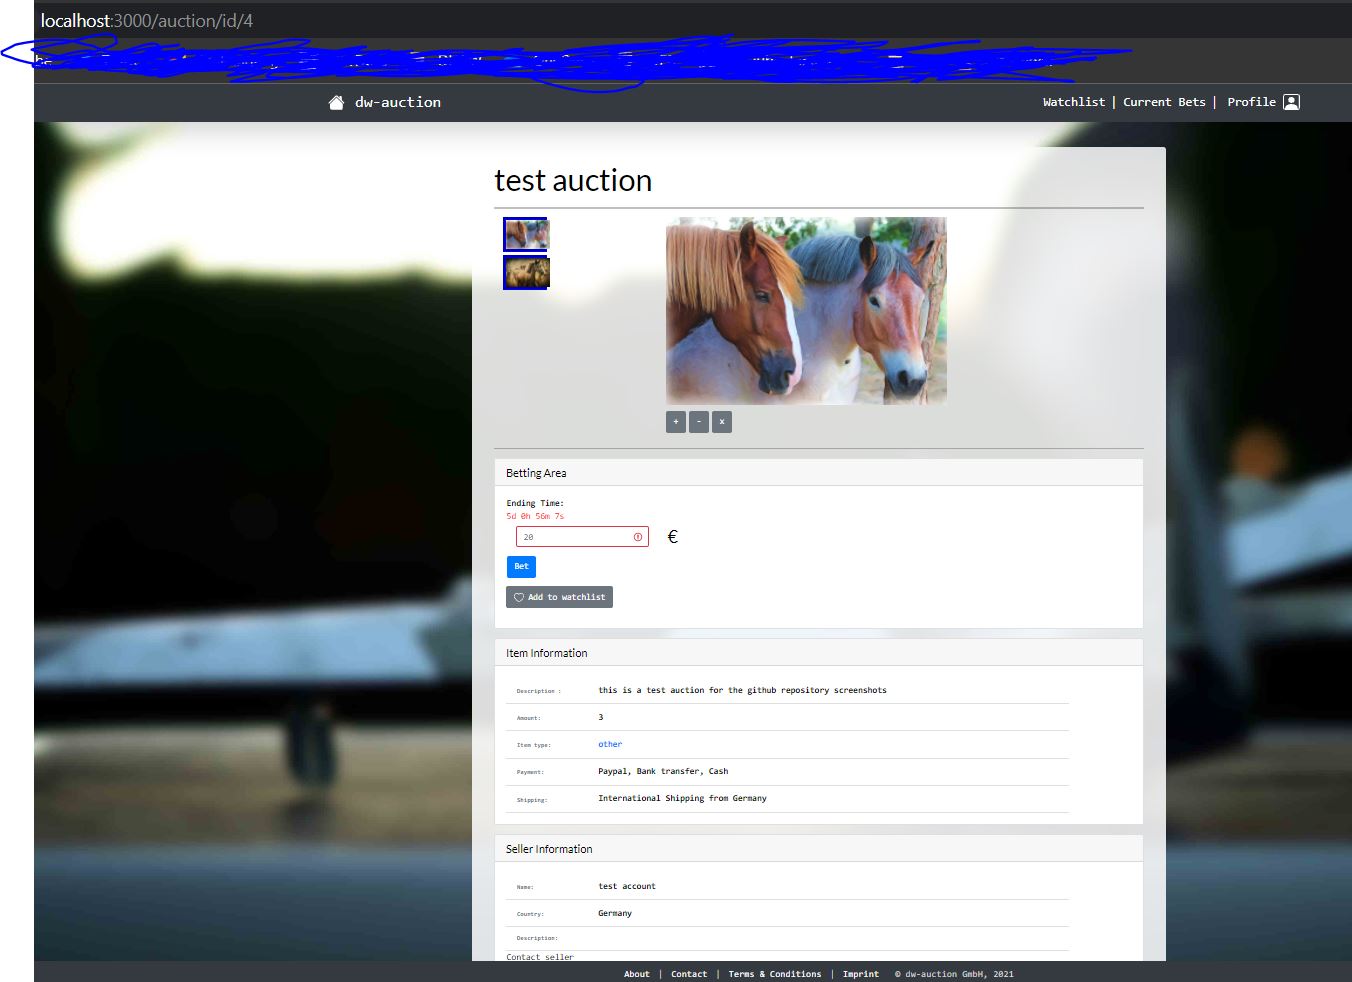 localhost:3000/auction/id/4
dw-auction
Watchlist | Current Bets | Profile
test auction
+ - x
Betting Area
Ending Time:
5d 0h 56m 7s
20 €
Bet
Add to watchlist
Item Information
Description : this is a test auction for the github repository screenshots
Amount: 3
Item type: other
Payment: Paypal, Bank transfer, Cash
Shipping: International Shipping from Germany
Seller Information
Name: test account
Country: Germany
Description:
Contact seller
About | Contact | Terms & Conditions | Imprint © dw-auction GmbH, 2021